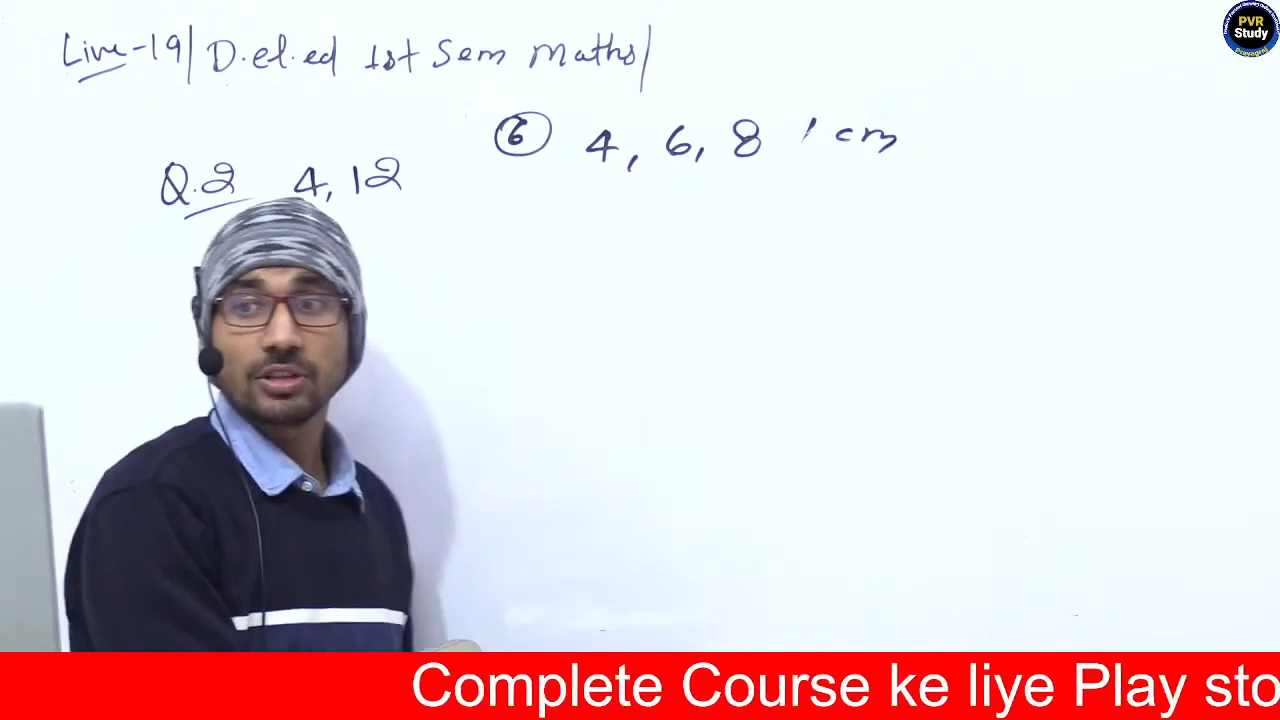 Live-19/ D.el.ed 1st Sem Maths/
⑥ 4, 6, 8 ' cm
Q.2 4, 12
PVR
Study
Prayagraj
Complete Course ke liye Play sto